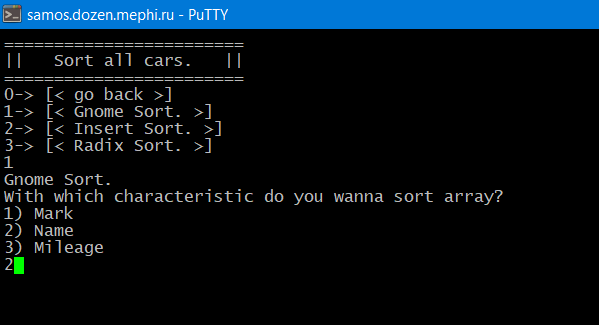 samos.dozen.mephi.ru - PuTTY
========================
||   Sort all cars.   ||
========================
0-> [< go back >]
1-> [< Gnome Sort. >]
2-> [< Insert Sort. >]
3-> [< Radix Sort. >]
1
Gnome Sort.
With which characteristic do you wanna sort array?
1) Mark
2) Name
3) Mileage
2